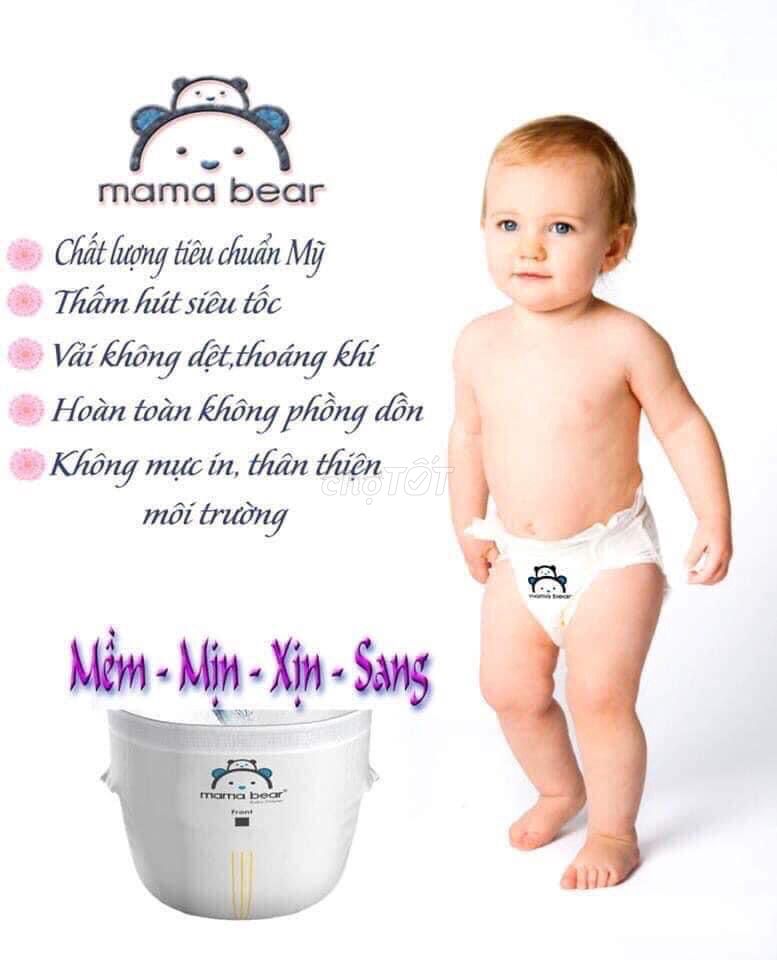 mama bear
Chất lượng tiêu chuẩn Mỹ
Thấm hút siêu tốc
Vải không dệt,thoáng khí
Hoàn toàn không phồng dồn
Không mực in, thân thiện
môi trường
chợTỐT
mama bear
Mềm - Mịn - Xịn - Sang
mama bear®
Front